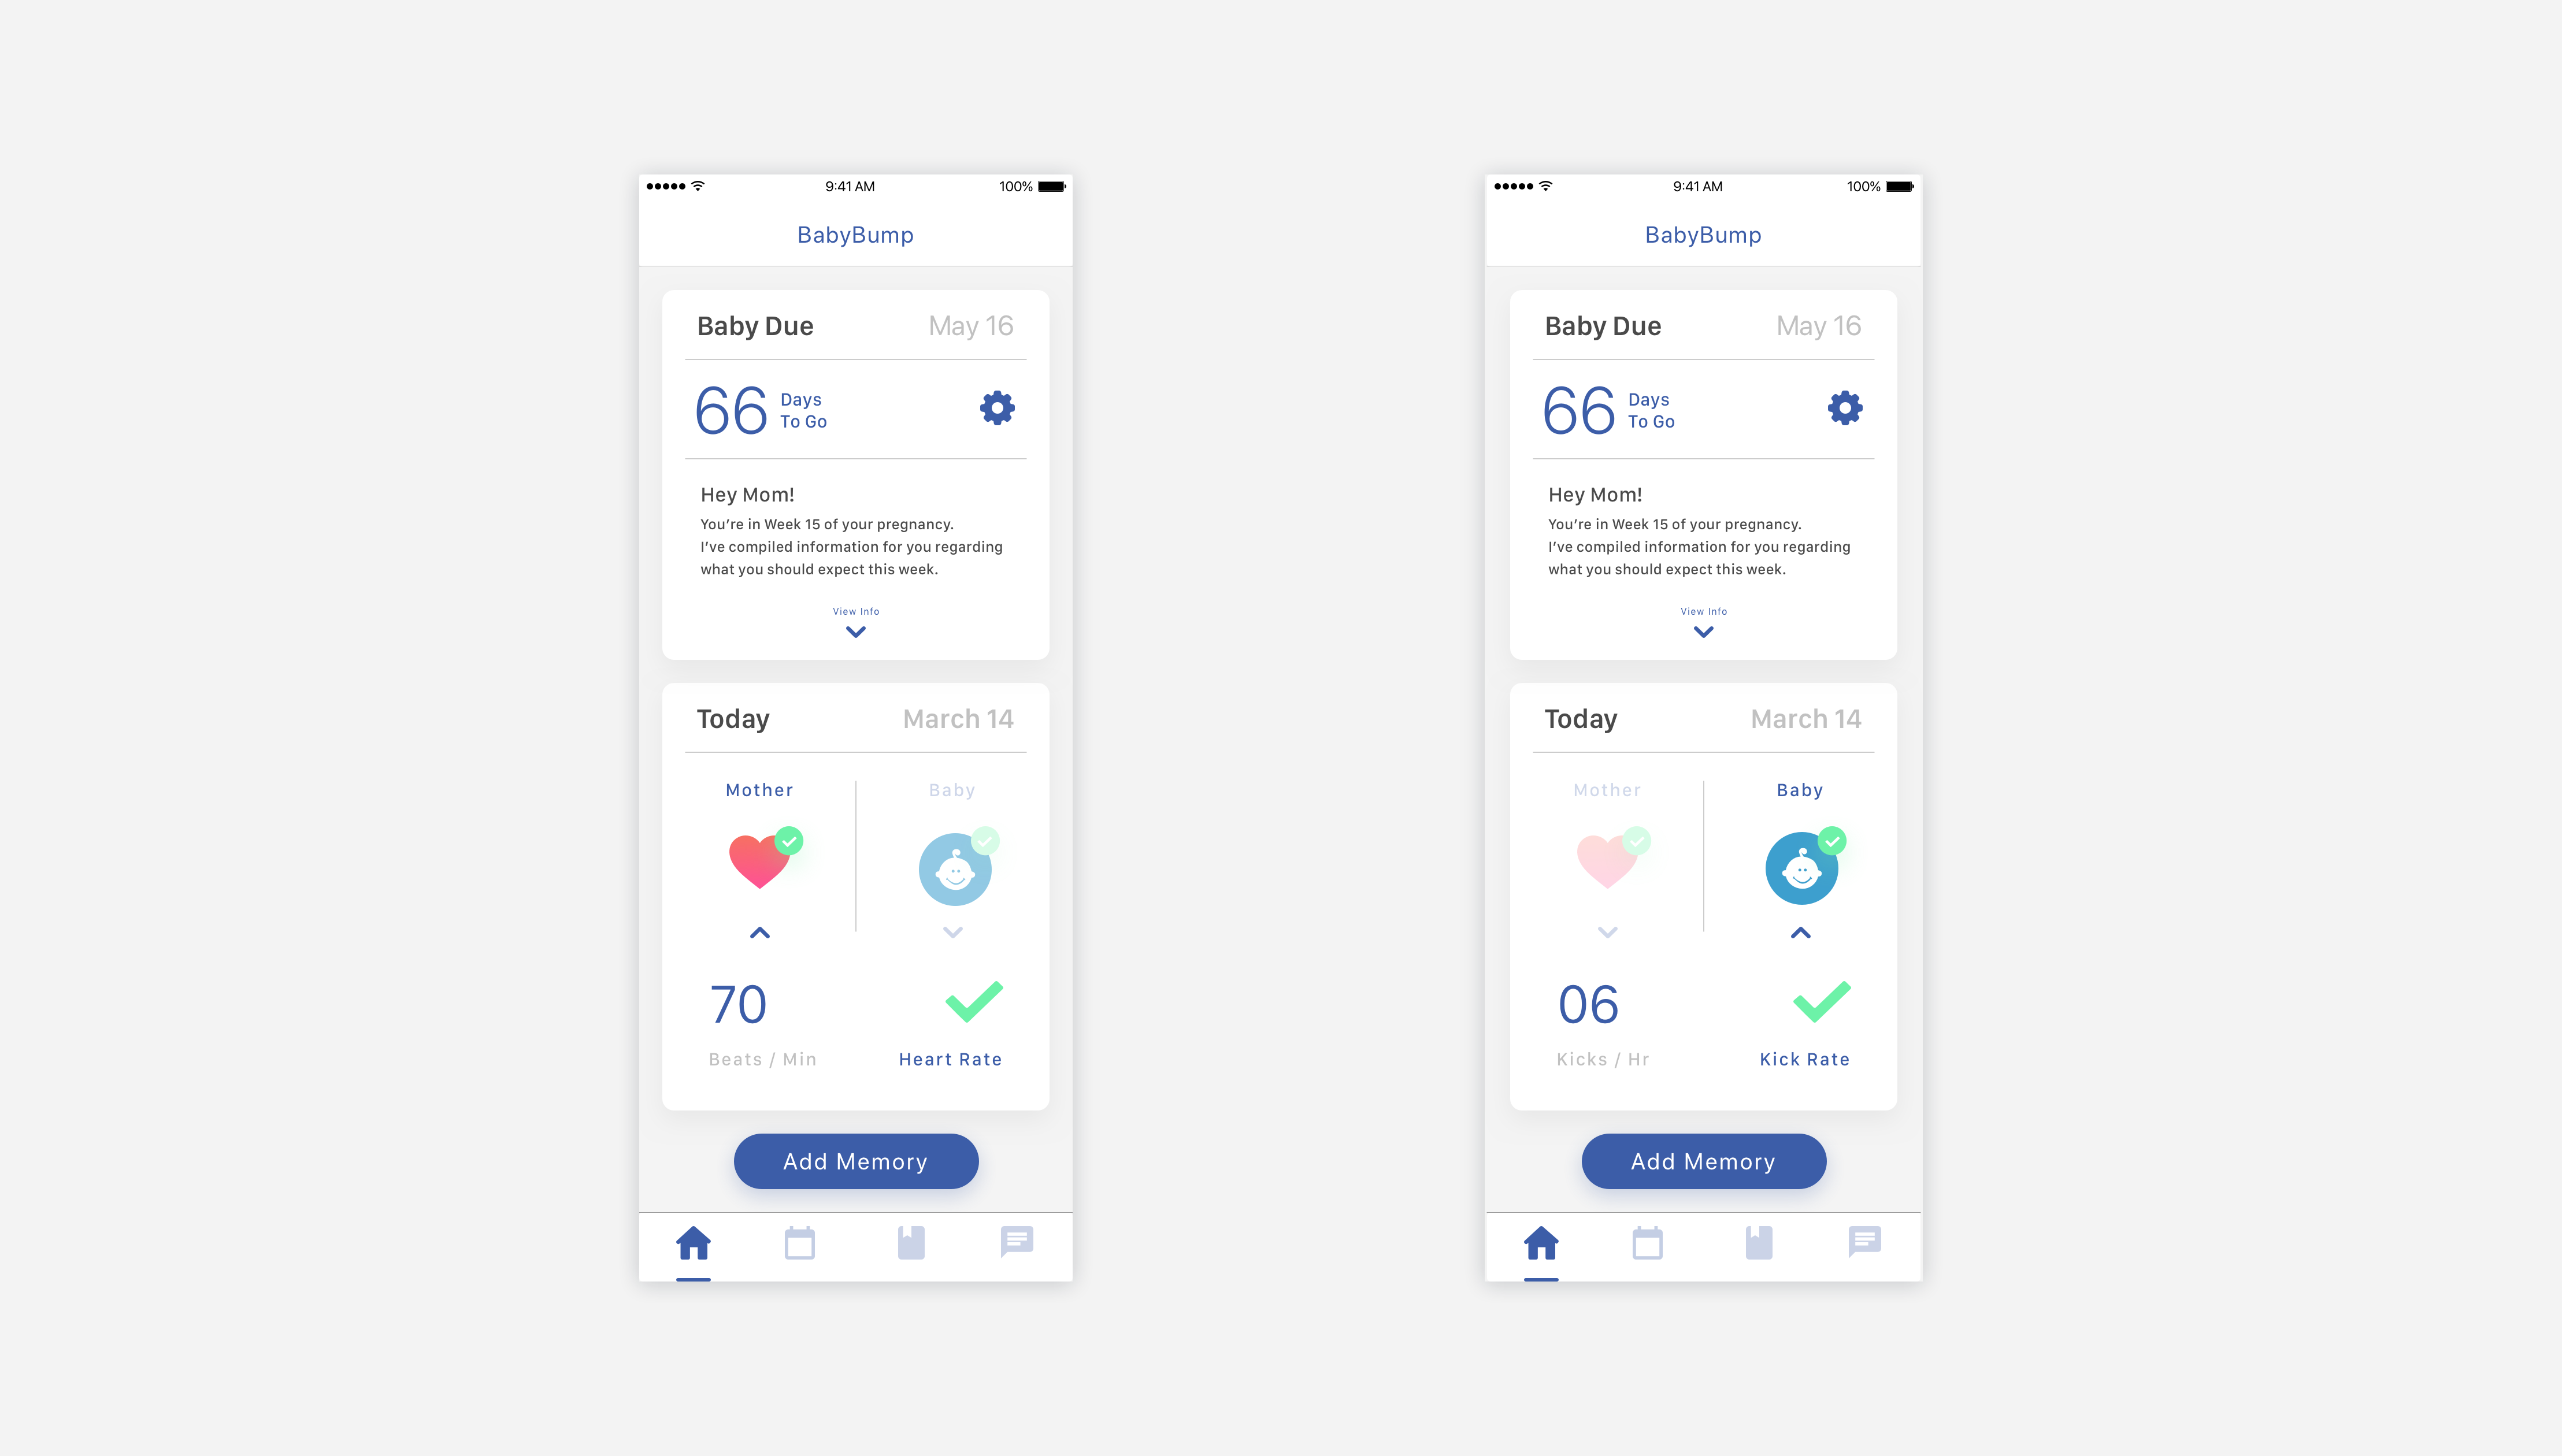 9:41 AM
100%
BabyBump
Baby Due
May 16
66
Days
To Go
Hey Mom!
You’re in Week 15 of your pregnancy.
I’ve compiled information for you regarding
what you should expect this week.
View Info
Today
March 14
Mother
Baby
70
Beats / Min
Heart Rate
Add Memory
9:41 AM
100%
BabyBump
Baby Due
May 16
66
Days
To Go
Hey Mom!
You’re in Week 15 of your pregnancy.
I’ve compiled information for you regarding
what you should expect this week.
View Info
Today
March 14
Mother
Baby
06
Kicks / Hr
Kick Rate
Add Memory